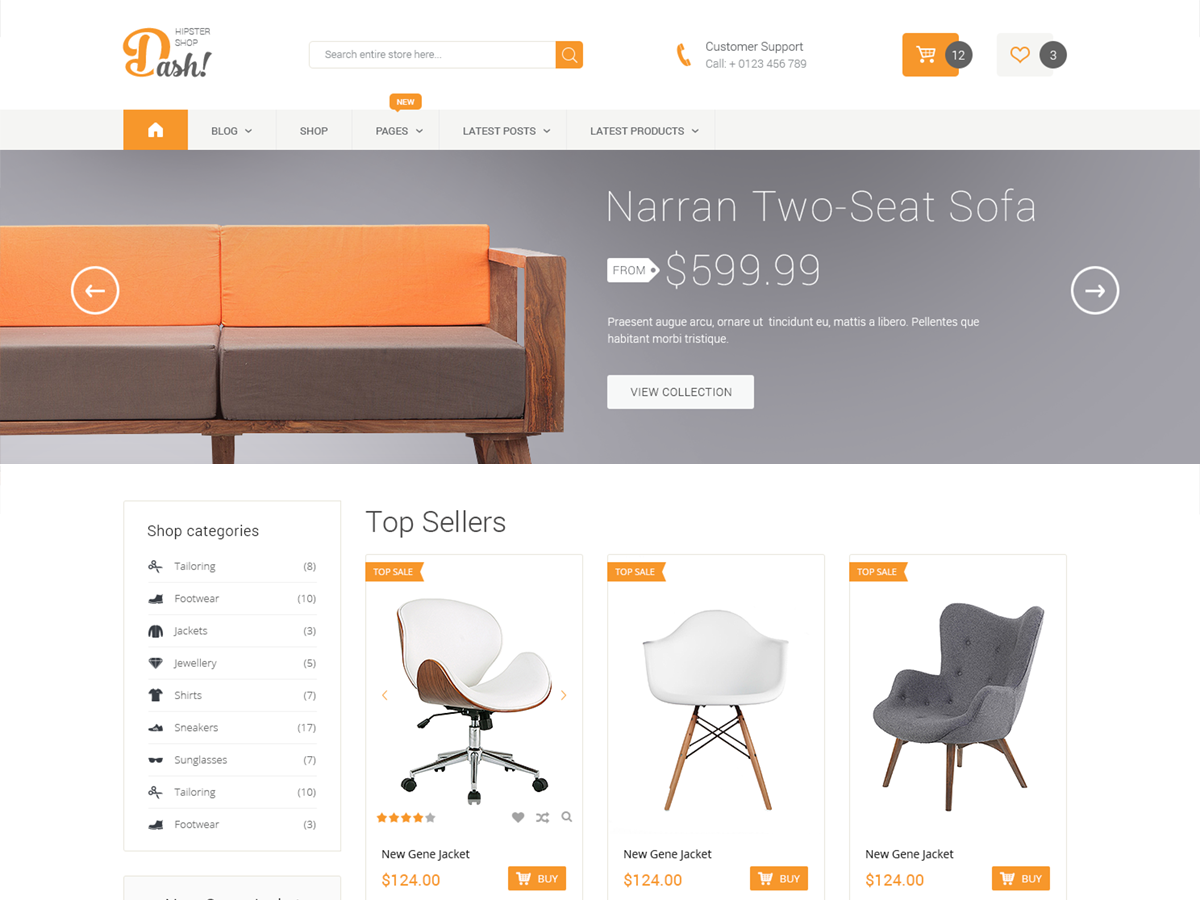 HIPSTER
SHOP
Dash!
Search entire store here...
Customer Support
Call: + 0123 456 789
12
3
NEW
BLOG
SHOP
PAGES
LATEST POSTS
LATEST PRODUCTS
Narran Two-Seat Sofa
FROM $599.99
Praesent augue arcu, ornare ut tincidunt eu, mattis a libero. Pellentes que
habitant morbi tristique.
VIEW COLLECTION
Shop categories
Tailoring (8)
Footwear (10)
Jackets (3)
Jewellery (5)
Shirts (7)
Sneakers (17)
Sunglasses (7)
Tailoring (10)
Footwear (3)
Top Sellers
TOP SALE
New Gene Jacket
$124.00 BUY
TOP SALE
New Gene Jacket
$124.00 BUY
TOP SALE
New Gene Jacket
$124.00 BUY